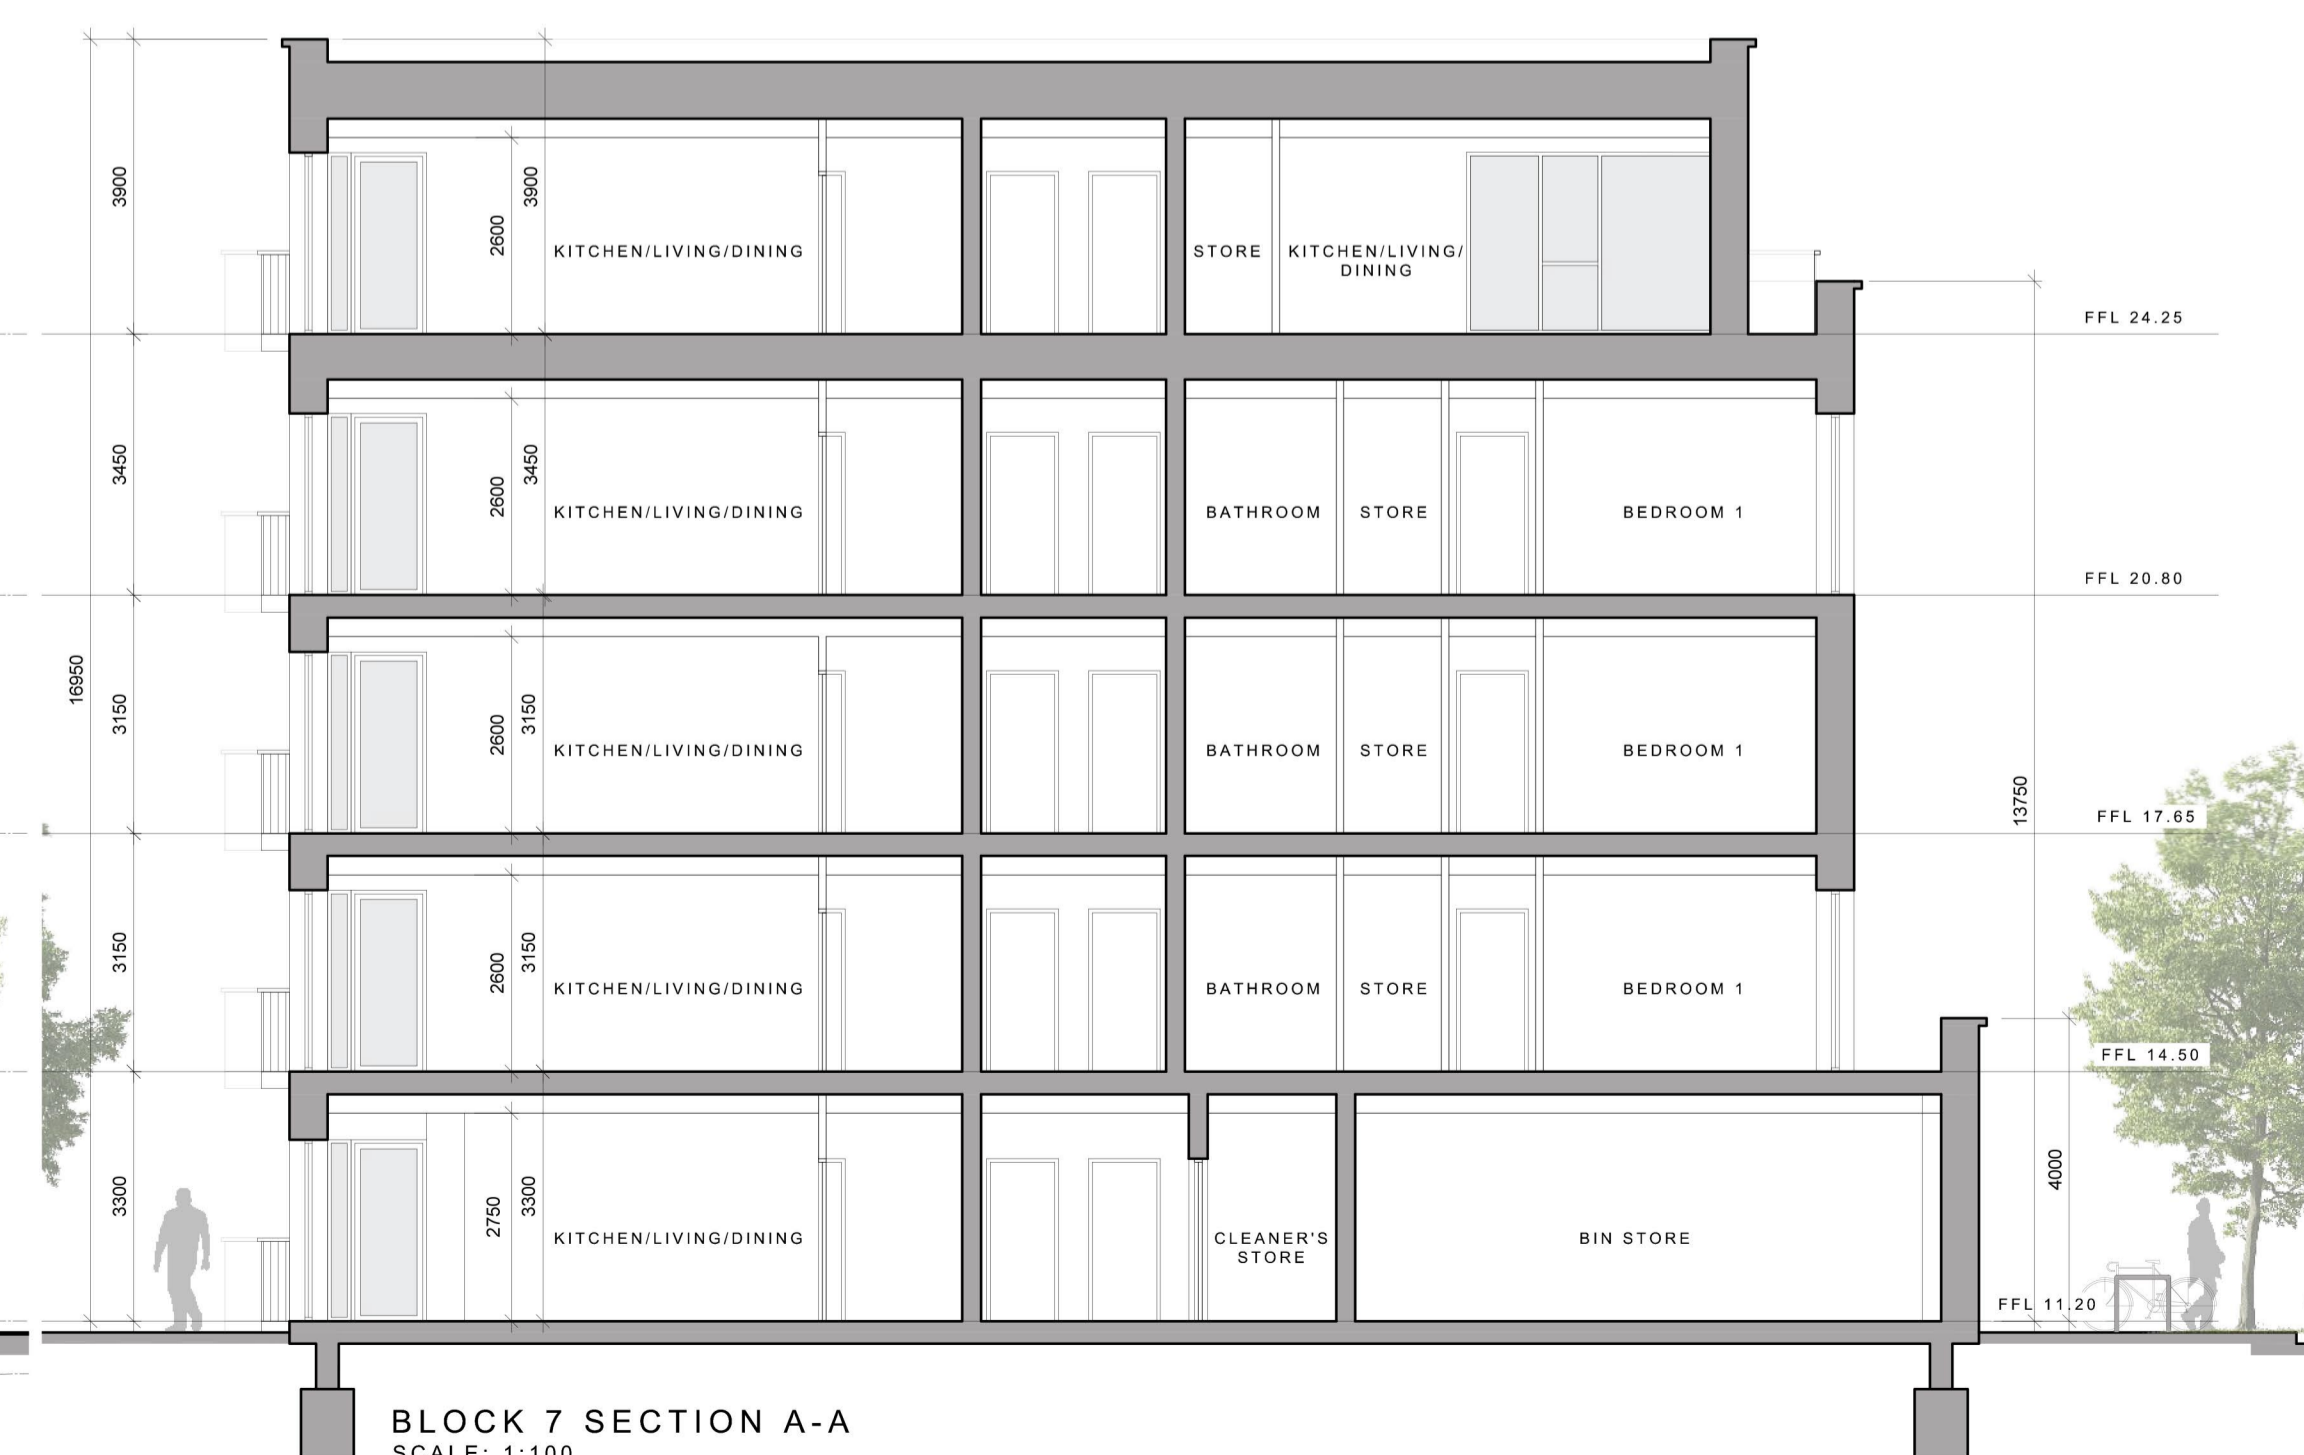 3900
3900
2600
KITCHEN/LIVING/DINING
STORE
KITCHEN/LIVING/
DINING
FFL 24.25
3450
3450
2600
KITCHEN/LIVING/DINING
BATHROOM
STORE
BEDROOM 1
FFL 20.80
16950
3150
2600
3150
KITCHEN/LIVING/DINING
BATHROOM
STORE
BEDROOM 1
13750
FFL 17.65
3150
2600
3150
KITCHEN/LIVING/DINING
BATHROOM
STORE
BEDROOM 1
FFL 14.50
3300
2750
3300
KITCHEN/LIVING/DINING
CLEANER'S
STORE
BIN STORE
4000
FFL 11.20
BLOCK 7 SECTION A-A
SCALE: 1:100